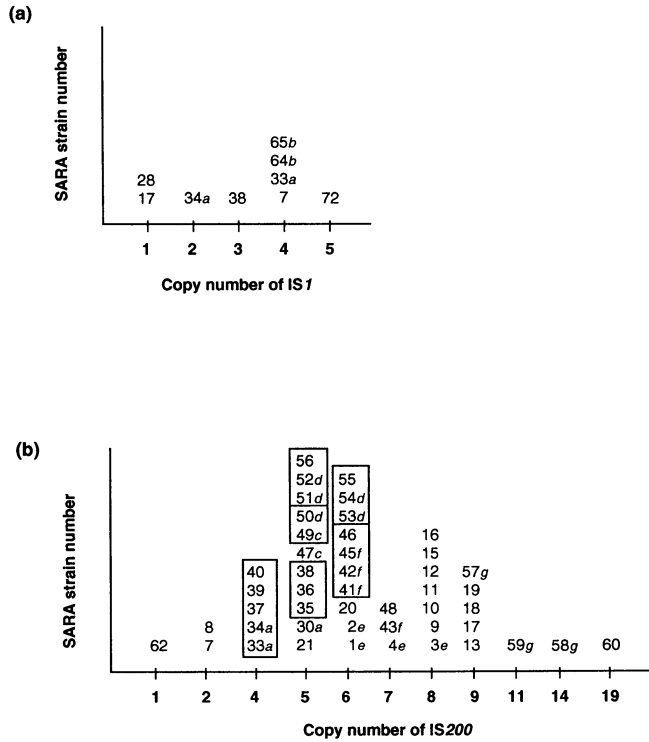 (a)
SARA strain number
65b
64b
28 33a
17 34a 38 7 72
1 2 3 4 5
Copy number of IS1
(b)
SARA strain number
56
52d 55
51d 54d
50d 53d
49c 46 16
47c 45f 15
40 38 42f 12 57g
39 36 41f 11 19
37 35 20 48 10 18
8 34a 30a 2e 43f 9 17
62 7 33a 21 1e 4e 3e 13 59g 58g 60
1 2 4 5 6 7 8 9 11 14 19
Copy number of IS200